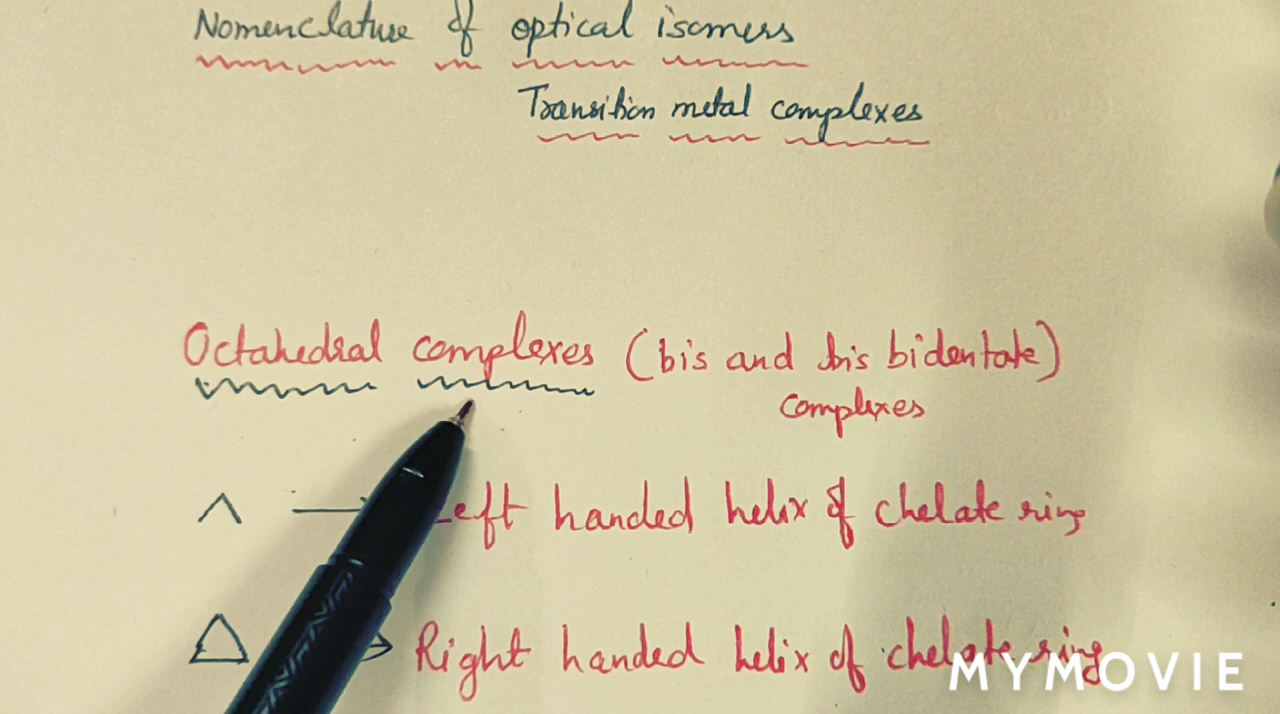 Nomenclature of optical isomers
Transition metal complexes
Octahedral complexes (bis and tris bidentate)
complexes
Λ → Left handed helix of chelate ring
Δ → Right handed helix of chelate ring
MYMOVIE